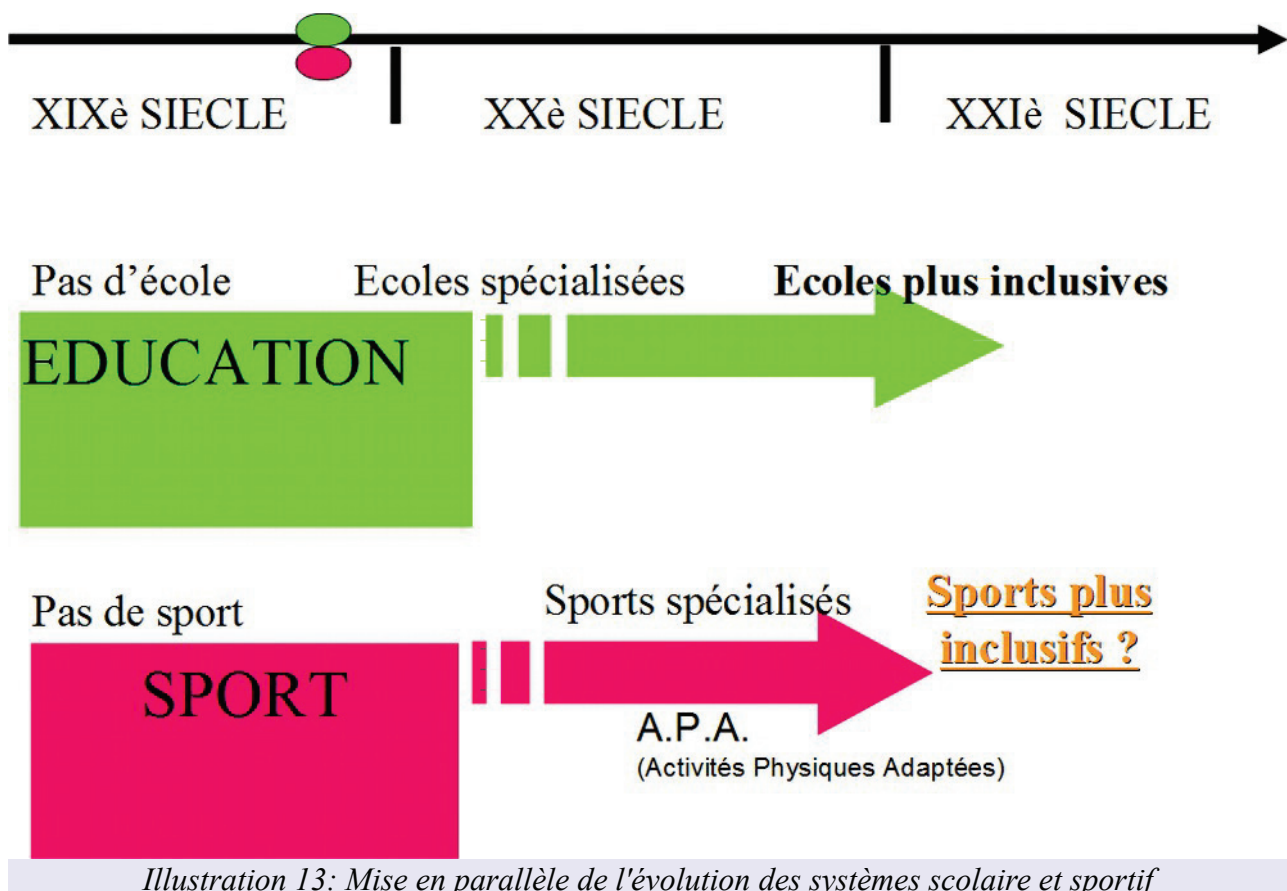 XIXè SIECLE
XXè SIECLE
XXIè SIECLE
Pas d’école
Ecoles spécialisées
Ecoles plus inclusives
EDUCATION
Pas de sport
Sports spécialisés
Sports plus
inclusifs ?
SPORT
A.P.A.
(Activités Physiques Adaptées)
Illustration 13: Mise en parallèle de l'évolution des systèmes scolaire et sportif